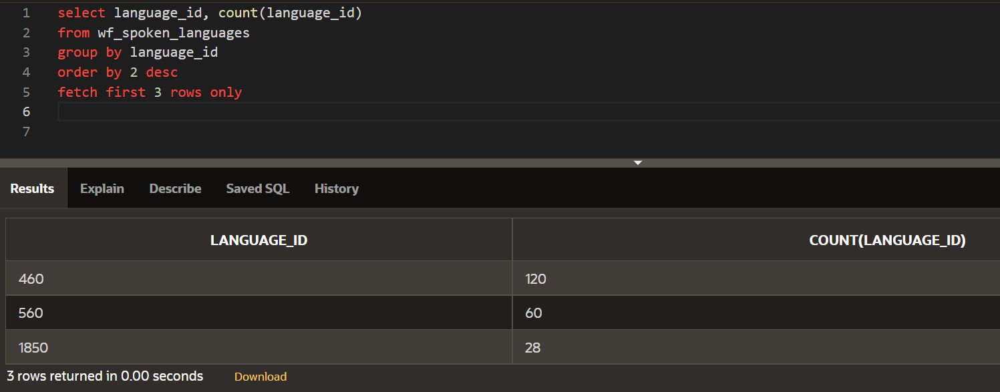 1 select language_id, count(language_id)
2 from wf_spoken_languages
3 group by language_id
4 order by 2 desc
5 fetch first 3 rows only
6
7
Results Explain Describe Saved SQL History
LANGUAGE_ID COUNT(LANGUAGE_ID)
460 120
560 60
1850 28
3 rows returned in 0.00 seconds Download